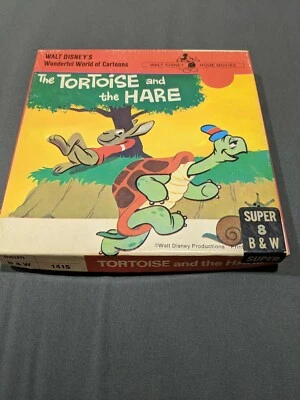 WALT DISNEY'S
Wonderful World of Cartoons
WALT DISNEY HOME MOVIES
The TORTOISE and
the HARE
SUPER
8
B & W
©Walt Disney Productions
B & W 1415 TORTOISE and the HARE
SUPER